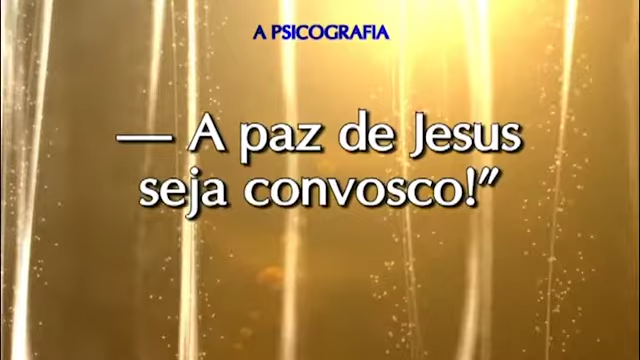 A PSICOGRAFIA
— A paz de Jesus
seja convosco!”